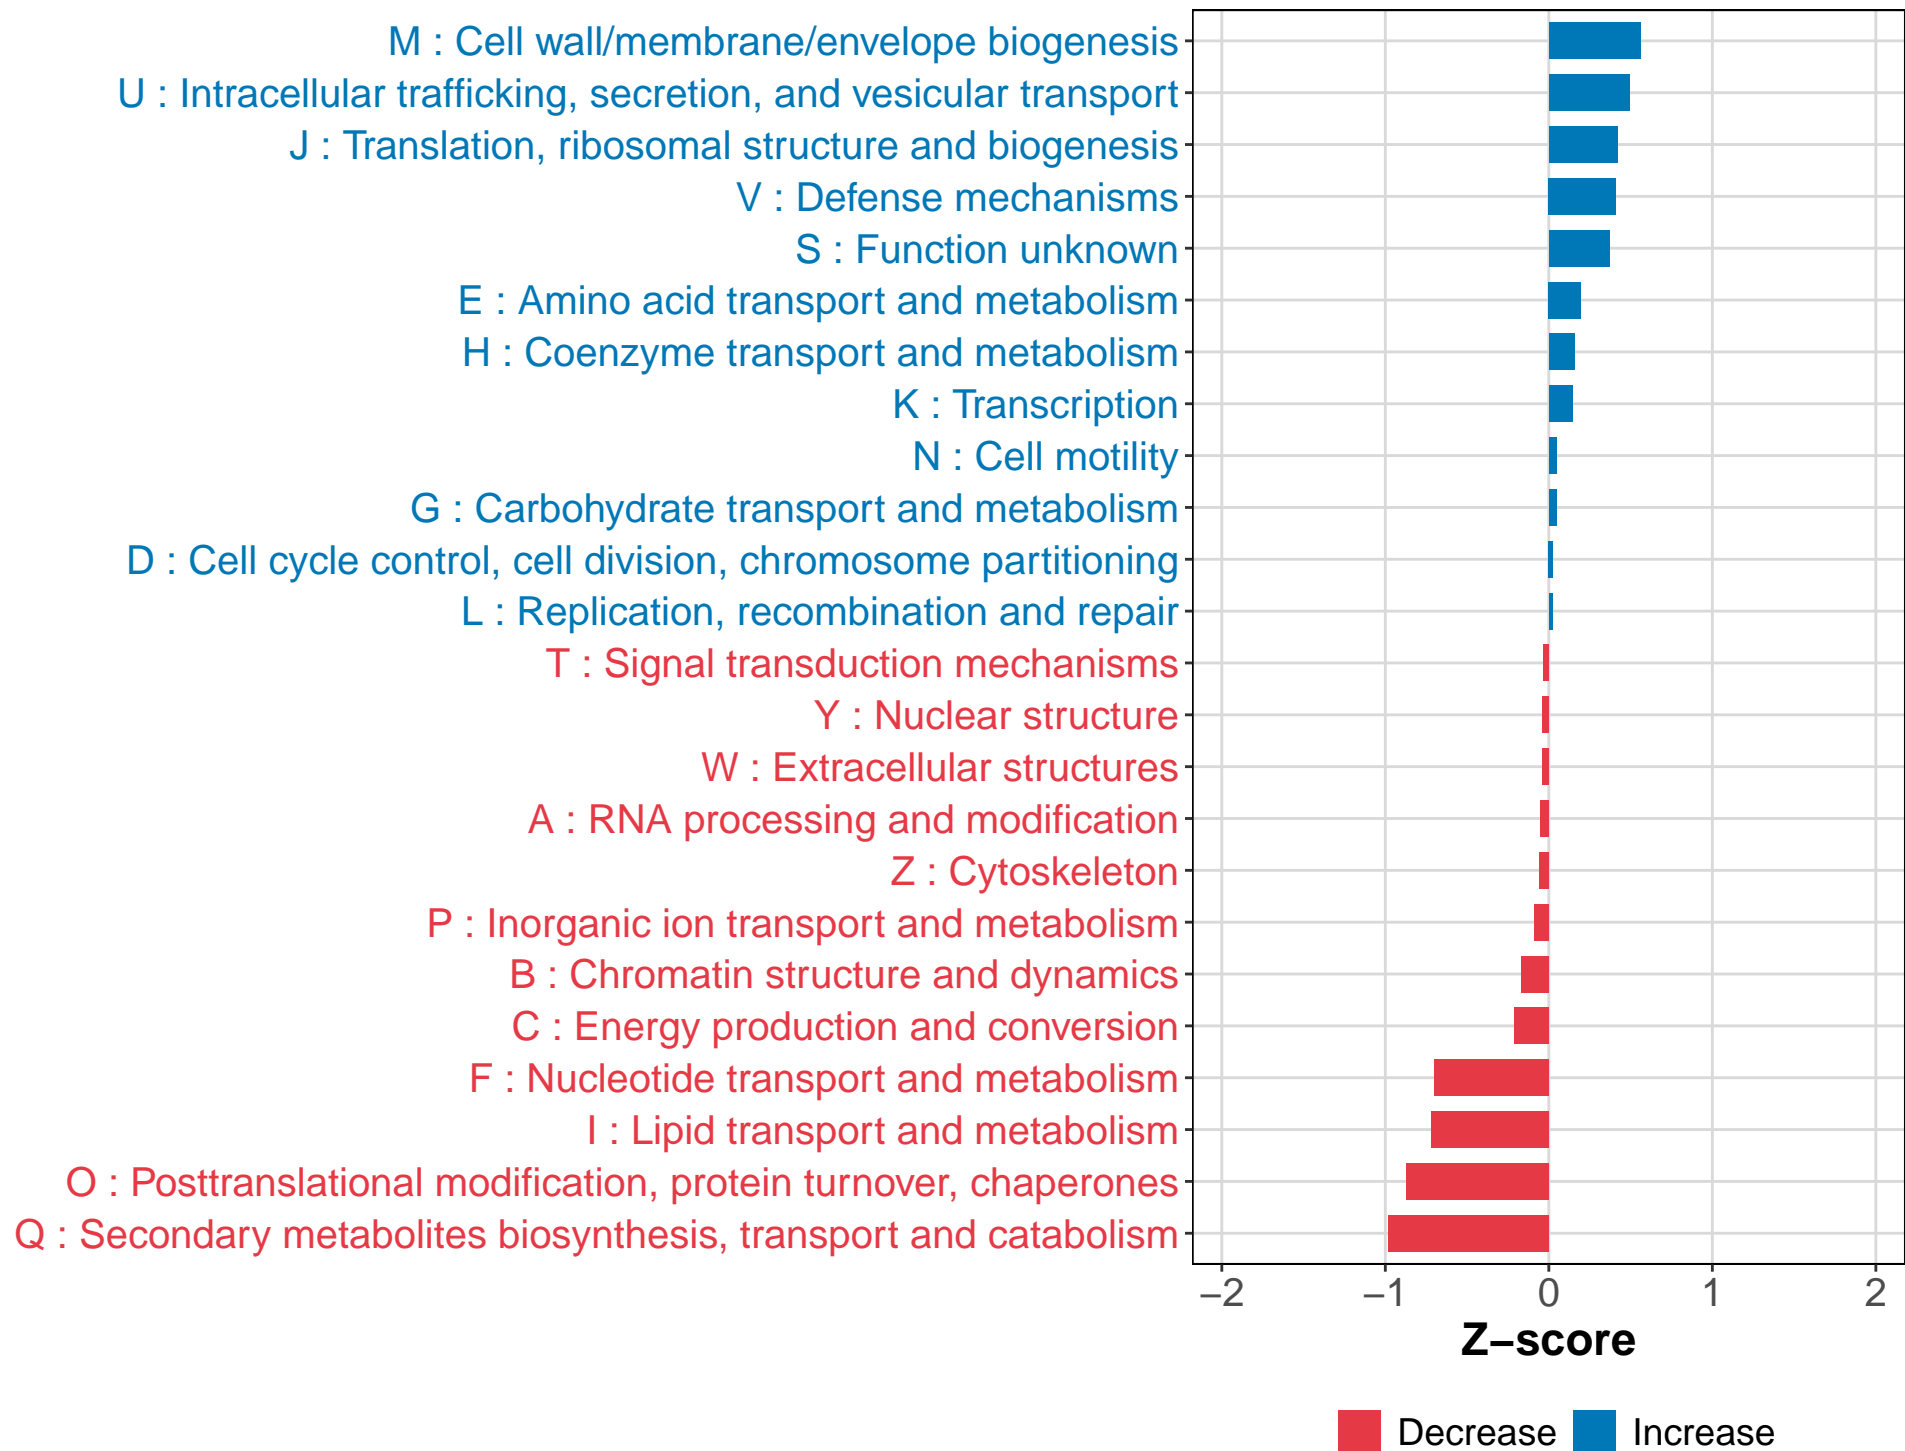 M : Cell wall/membrane/envelope biogenesis
U : Intracellular trafficking, secretion, and vesicular transport
J : Translation, ribosomal structure and biogenesis
V : Defense mechanisms
S : Function unknown
E : Amino acid transport and metabolism
H : Coenzyme transport and metabolism
K : Transcription
N : Cell motility
G : Carbohydrate transport and metabolism
D : Cell cycle control, cell division, chromosome partitioning
L : Replication, recombination and repair
T : Signal transduction mechanisms
Y : Nuclear structure
W : Extracellular structures
A : RNA processing and modification
Z : Cytoskeleton
P : Inorganic ion transport and metabolism
B : Chromatin structure and dynamics
C : Energy production and conversion
F : Nucleotide transport and metabolism
I : Lipid transport and metabolism
O : Posttranslational modification, protein turnover, chaperones
Q : Secondary metabolites biosynthesis, transport and catabolism
−2 −1 0 1 2
Z−score
Decrease Increase